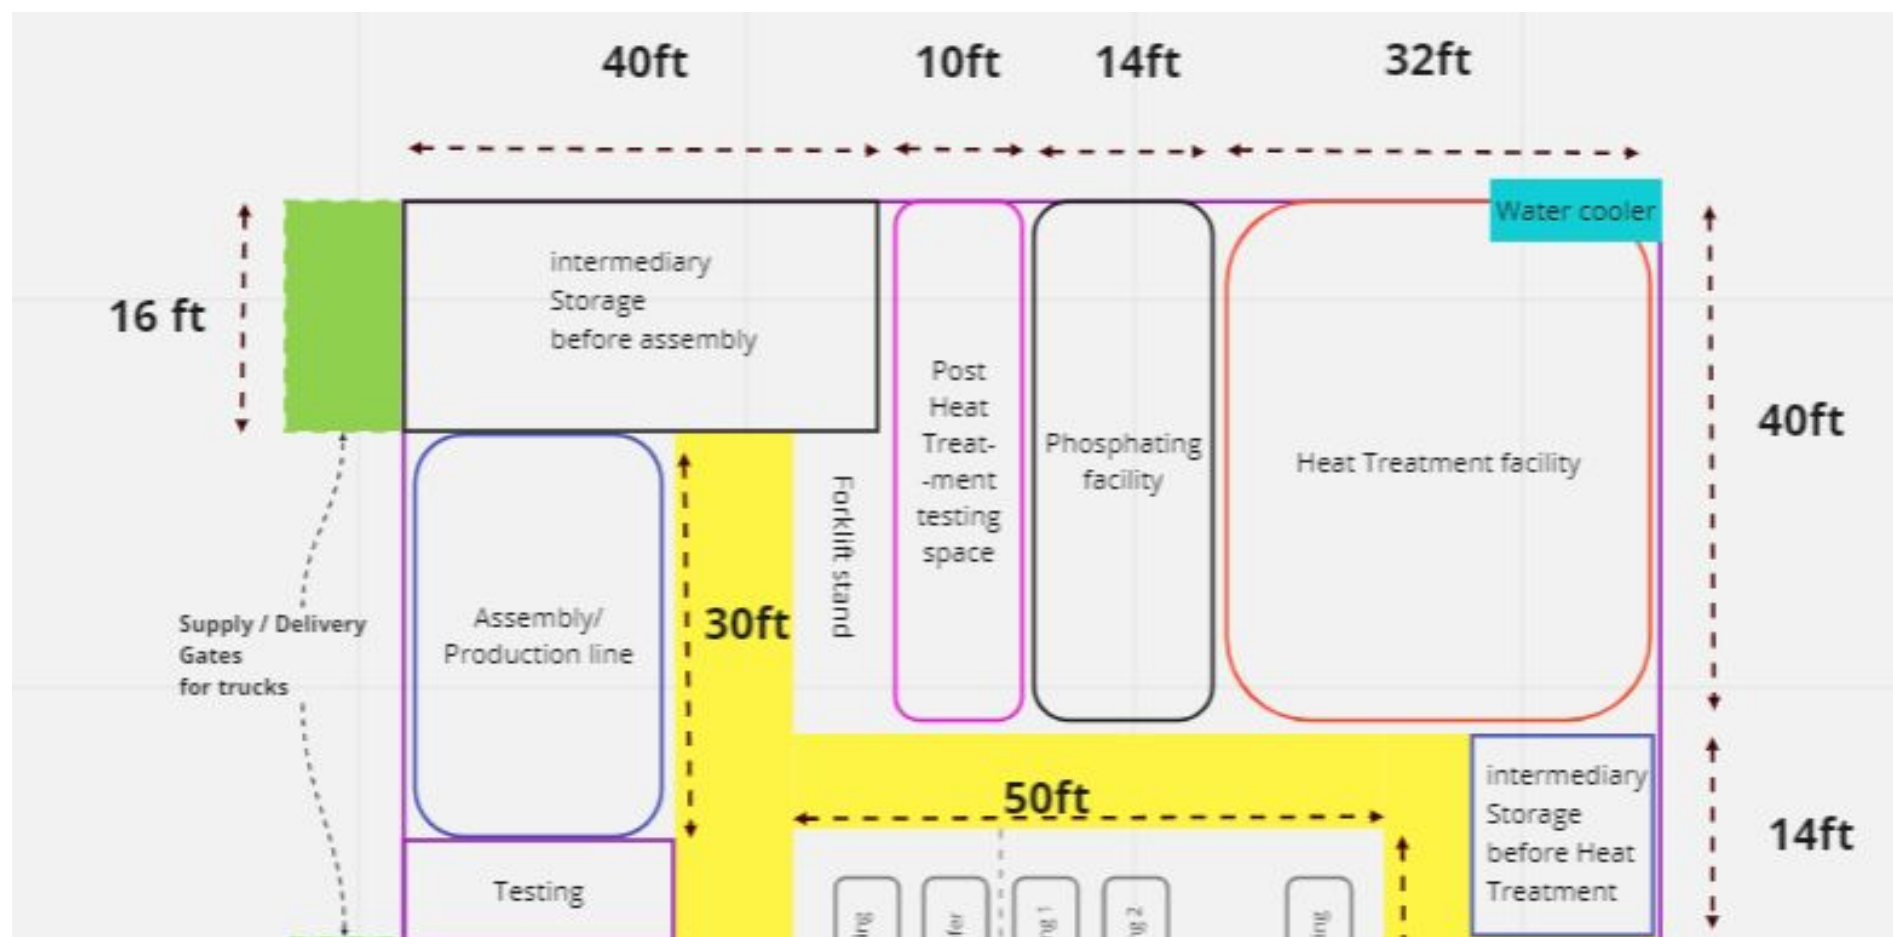 40ft
10ft
14ft
32ft
Water cooler
16 ft
intermediary
Storage
before assembly
Post
Heat
Treat-
-ment
testing
space
Phosphating
facility
Heat Treatment facility
40ft
Forklift stand
Assembly/
Production line
30ft
Supply / Delivery
Gates
for trucks
50ft
intermediary
Storage
before Heat
Treatment
14ft
Testing